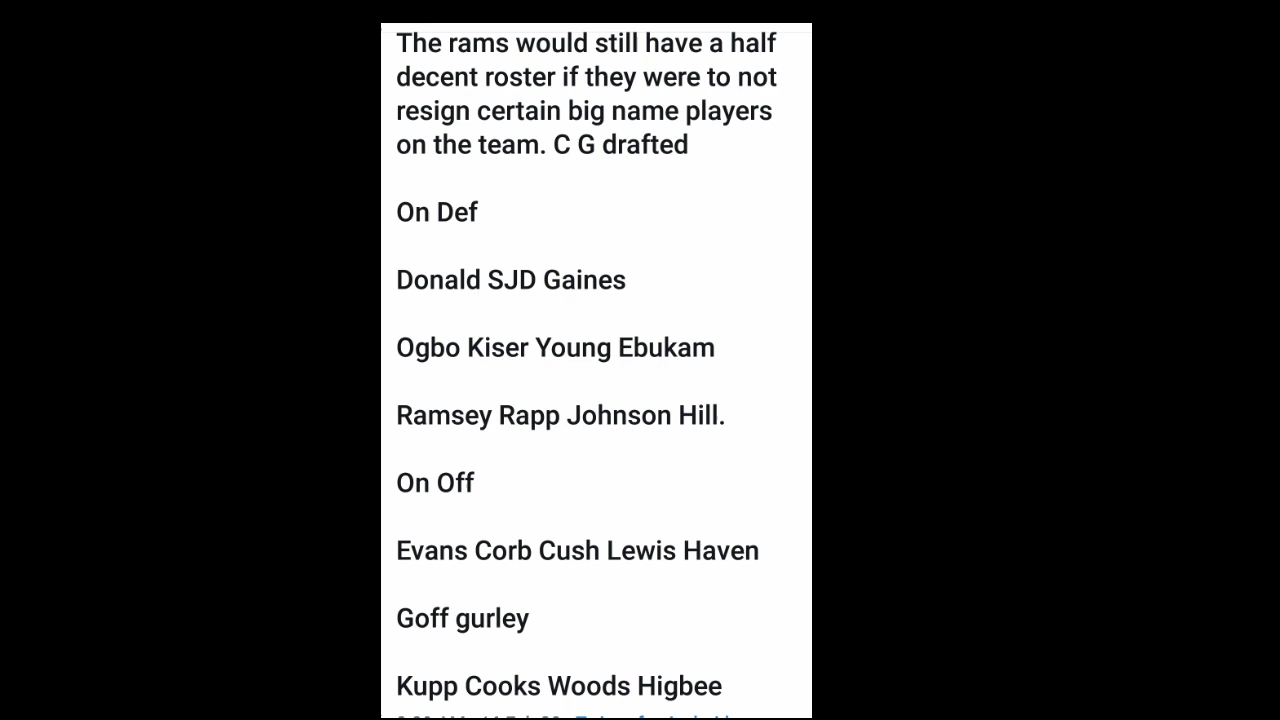 The rams would still have a half
decent roster if they were to not
resign certain big name players
on the team. C G drafted
On Def
Donald SJD Gaines
Ogbo Kiser Young Ebukam
Ramsey Rapp Johnson Hill.
On Off
Evans Corb Cush Lewis Haven
Goff gurley
Kupp Cooks Woods Higbee